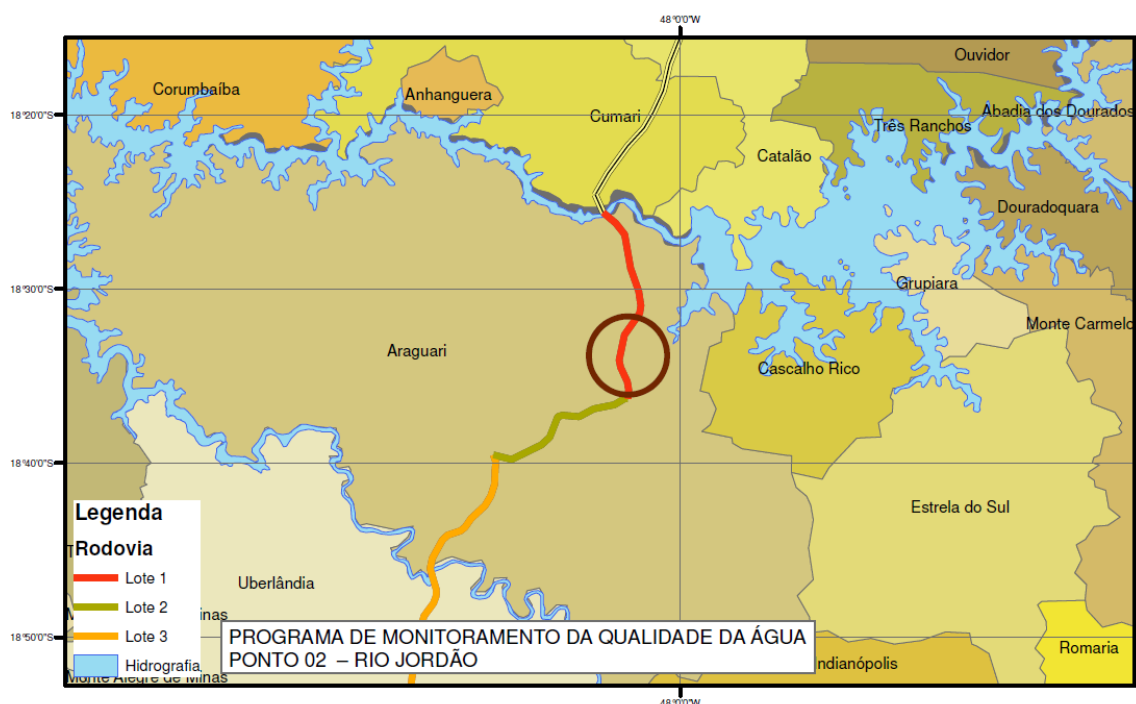 48°0'0"W
Ouvidor
Corumbaíba
Anhanguera
Abadia dos Dourados
18°20'0"S
Cumari
Três Ranchos
Catalão
Douradoquara
Grupiara
18°30'0"S
Monte Carmelo
Araguari
Cascalho Rico
18°40'0"S
Estrela do Sul
Legenda
Rodovia
Lote 1
Uberlândia
Lote 2
inas
Lote 3
18°50'0"S
PROGRAMA DE MONITORAMENTO DA QUALIDADE DA ÁGUA
PONTO 02 – RIO JORDÃO
Romaria
Indianópolis
Hidrografia
Monte Alegre de Minas
48°0'0"W